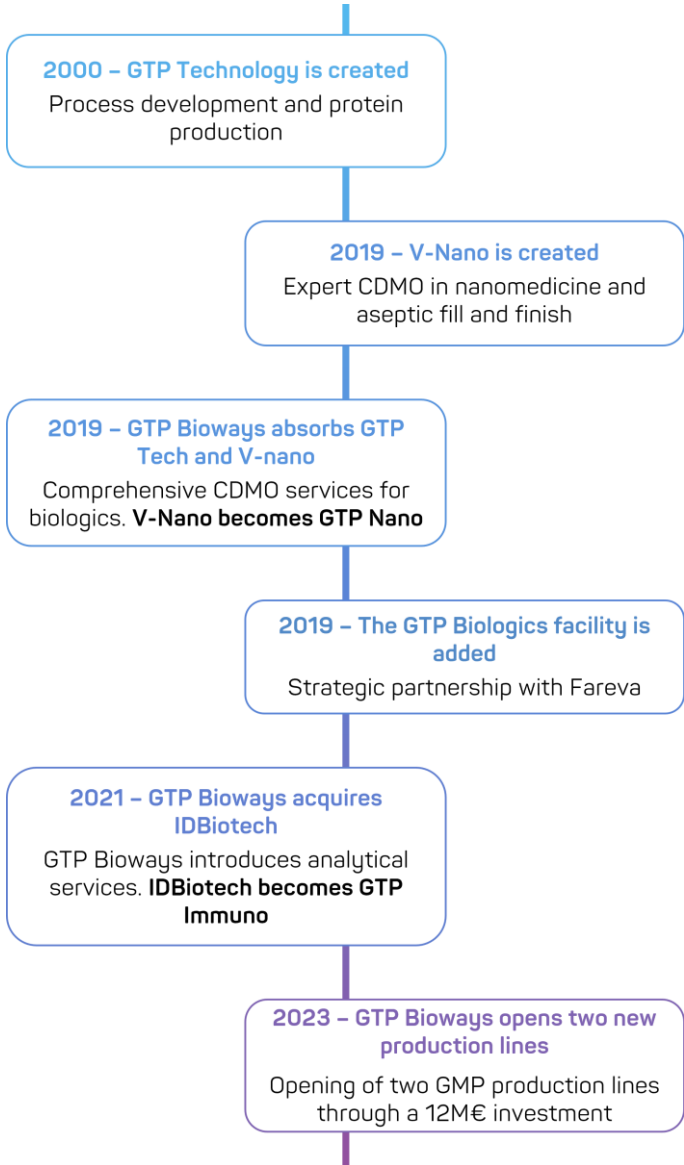 2000 – GTP Technology is created
Process development and protein
production
2019 – V-Nano is created
Expert CDMO in nanomedicine and
aseptic fill and finish
2019 – GTP Bioways absorbs GTP
Tech and V-nano
Comprehensive CDMO services for
biologics. V-Nano becomes GTP Nano
2019 – The GTP Biologics facility is
added
Strategic partnership with Fareva
2021 – GTP Bioways acquires
IDBiotech
GTP Bioways introduces analytical
services. IDBiotech becomes GTP
Immuno
2023 – GTP Bioways opens two new
production lines
Opening of two GMP production lines
through a 12M€ investment